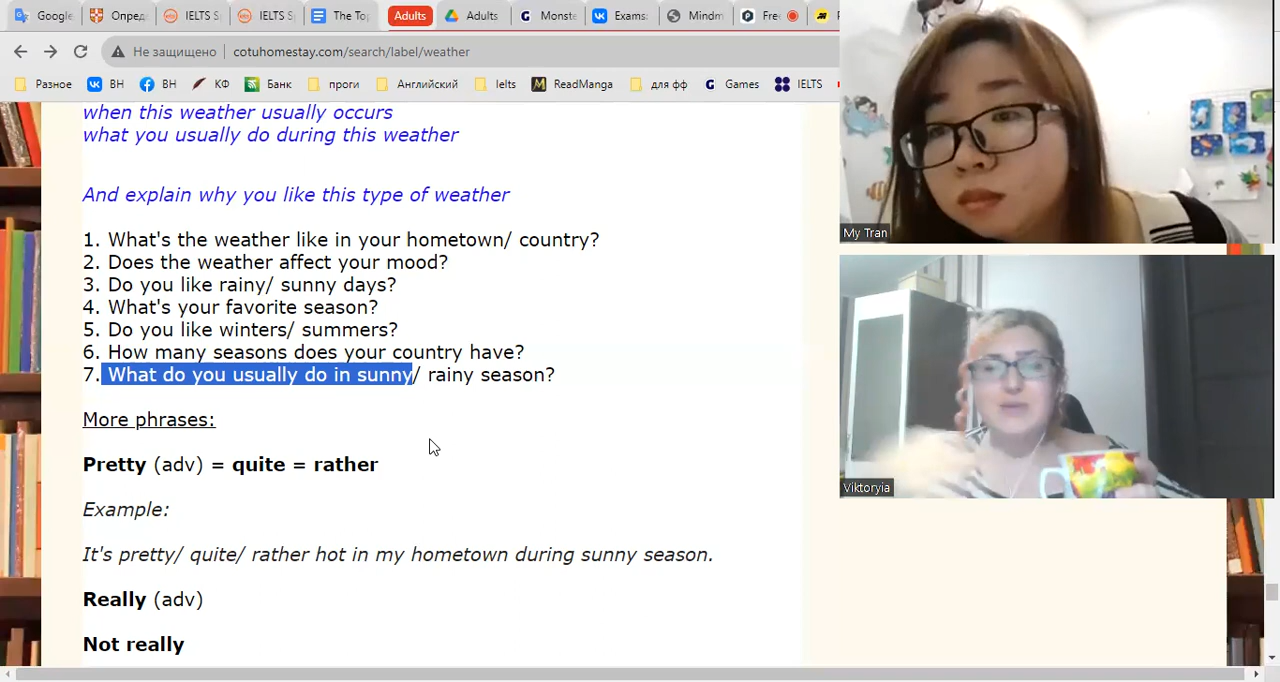 Google
Опред
IELTS S
IELTS S
The Top
Adults
Adults
Monste
Exams:
Mindm
Free
Не защищено
cotuhomestay.com/search/label/weather
Разное
ВН
ВН
КФ
Банк
проги
Английский
Ielts
ReadManga
для фф
Games
IELTS
when this weather usually occurs
what you usually do during this weather
And explain why you like this type of weather
1. What's the weather like in your hometown/ country?
2. Does the weather affect your mood?
3. Do you like rainy/ sunny days?
4. What's your favorite season?
5. Do you like winters/ summers?
6. How many seasons does your country have?
7. What do you usually do in sunny/ rainy season?
More phrases:
Pretty (adv) = quite = rather
Example:
It's pretty/ quite/ rather hot in my hometown during sunny season.
Really (adv)
Not really
My Tran
Viktoryia